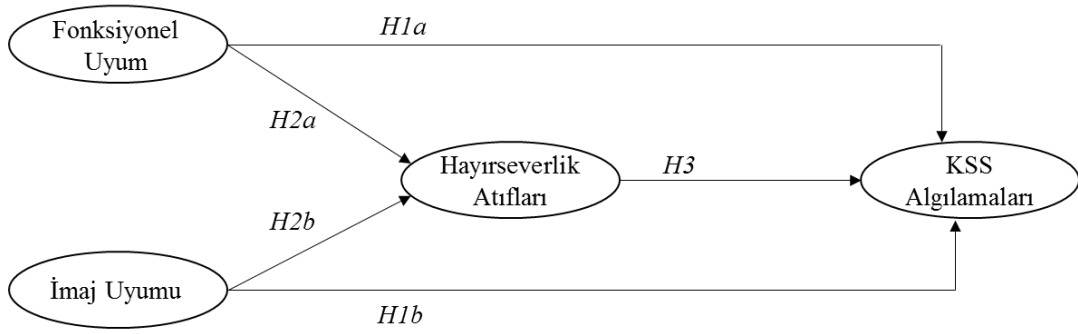 Fonksiyonel
Uyum
H1a
H2a
Hayırseverlik
Atıfları
H3
KSS
Algılamaları
H2b
İmaj Uyumu
H1b